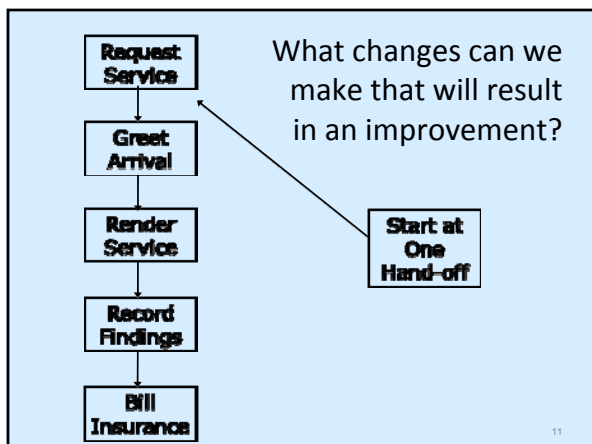 Request
Service
What changes can we
make that will result
in an improvement?
Greet
Arrival
Render
Service
Start at
One
Hand-off
Record
Findings
Bill
Insurance
11